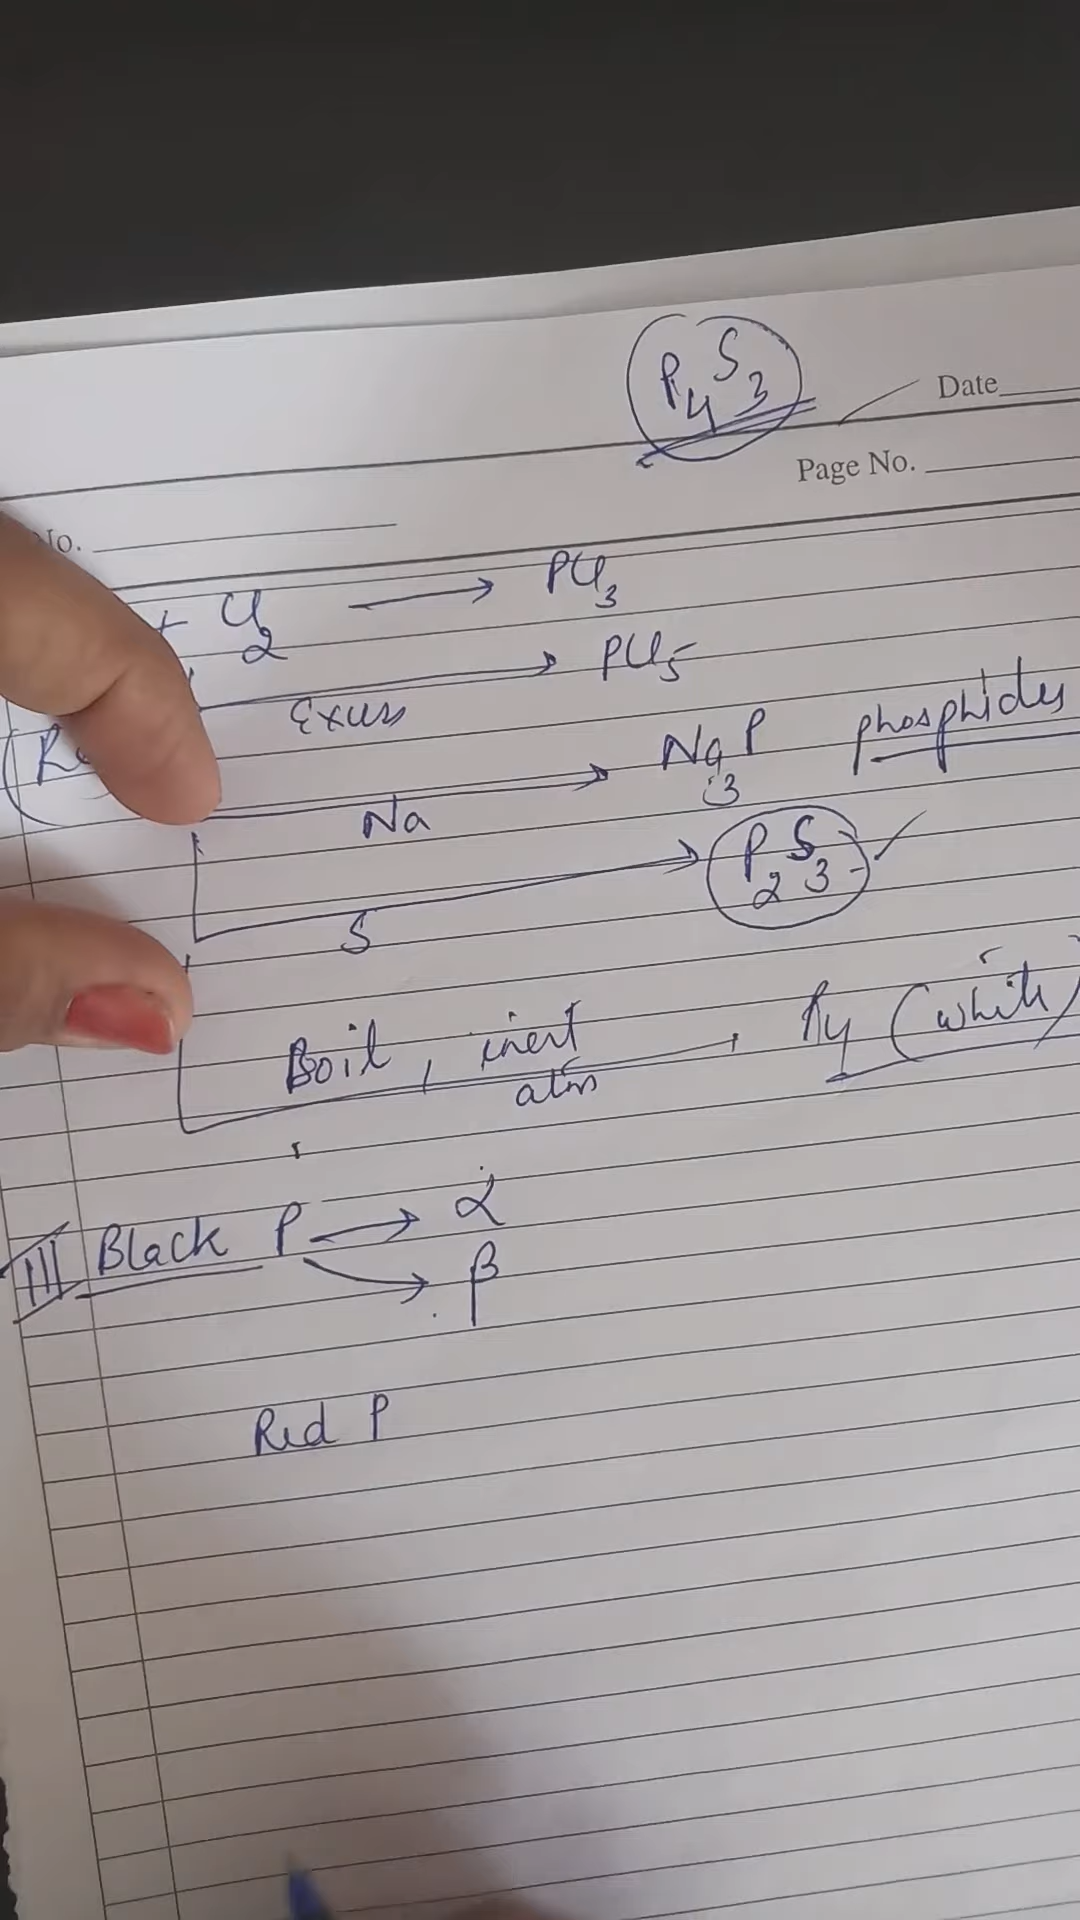 P4S3
Date
Page No.
No.
+ Cl2 → PCl3
Excess → PCl5
Na → Na3P phosphides
S → P2S3
Boil, inert atm P4 (white)
III Black P → α
→ β
Red P